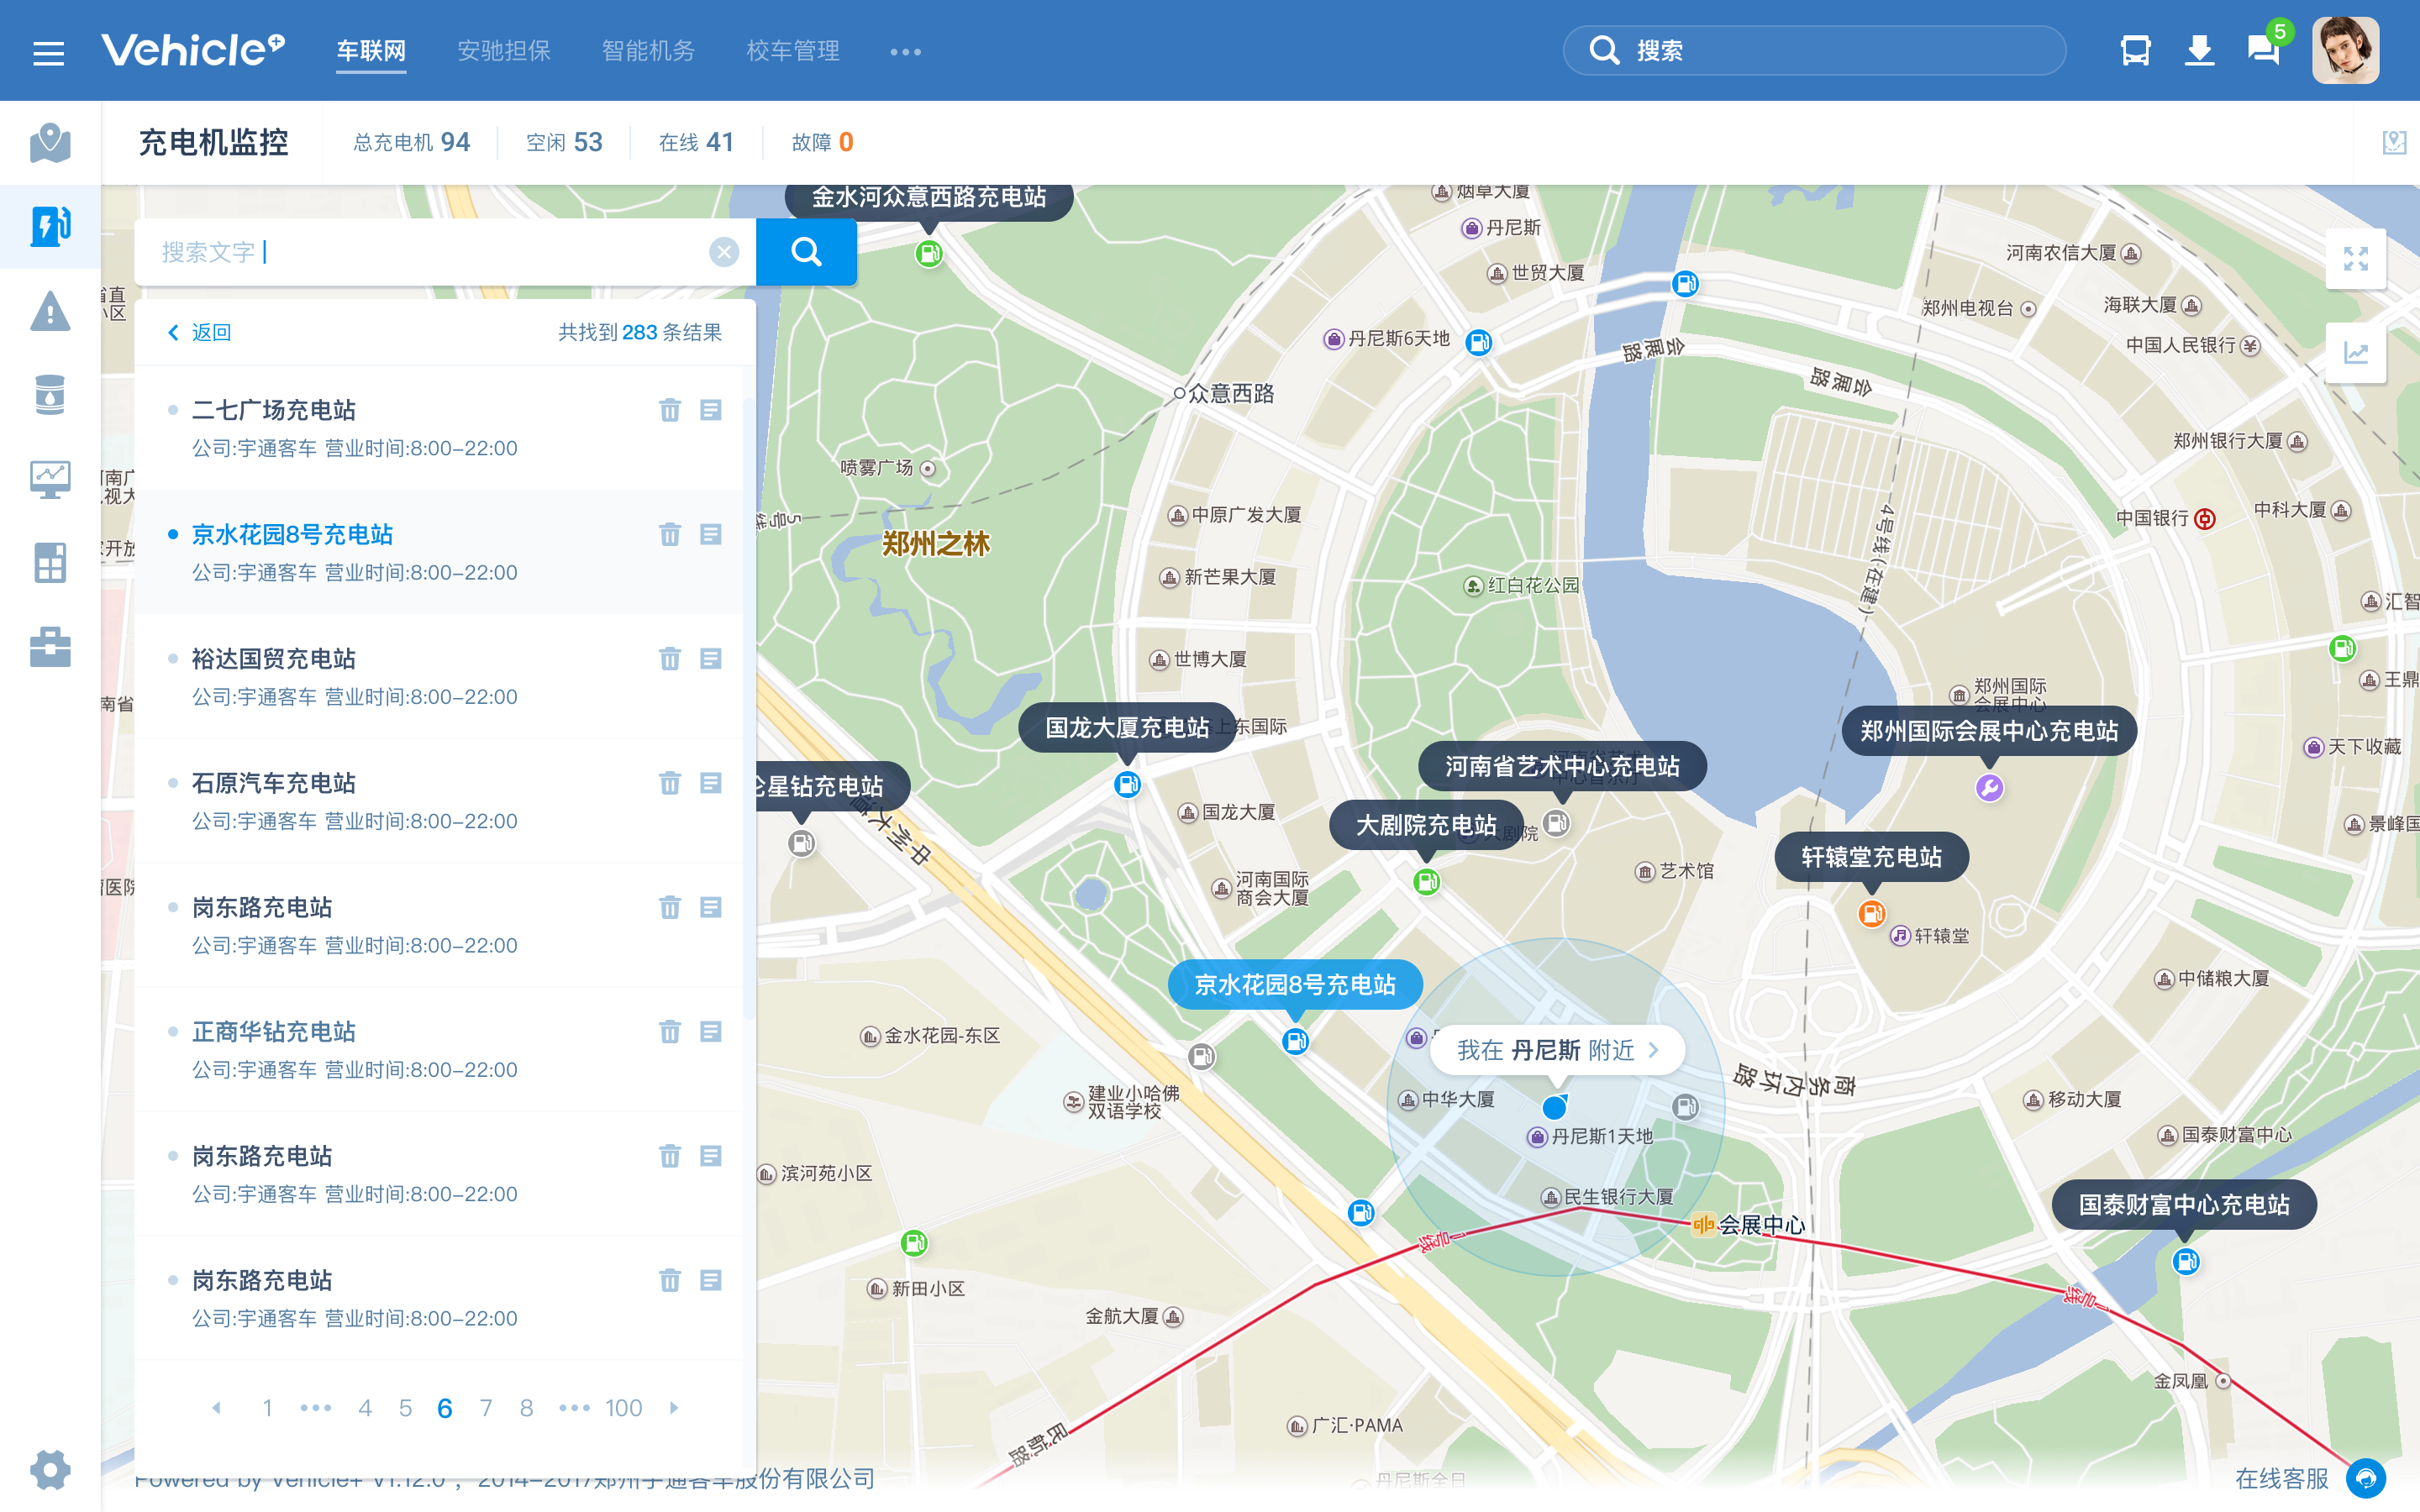 Vehicle+
车联网
安驰担保
智能机务
校车管理
搜索
5
充电机监控
总充电机 94
空闲 53
在线 41
故障 0
搜索文字
返回
共找到 283 条结果
二七广场充电站
公司:宇通客车 营业时间:8:00-22:00
京水花园8号充电站
公司:宇通客车 营业时间:8:00-22:00
裕达国贸充电站
公司:宇通客车 营业时间:8:00-22:00
石原汽车充电站
公司:宇通客车 营业时间:8:00-22:00
岗东路充电站
公司:宇通客车 营业时间:8:00-22:00
正商华钻充电站
公司:宇通客车 营业时间:8:00-22:00
岗东路充电站
公司:宇通客车 营业时间:8:00-22:00
岗东路充电站
公司:宇通客车 营业时间:8:00-22:00
1 ••• 4 5 6 7 8 ••• 100
Powered by Vehicle+ V1.12.0 , 2014-2017郑州宇通客车股份有限公司
金水河众意西路充电站
烟草大厦
丹尼斯
世贸大厦
丹尼斯6天地
会展路
会展路
河南农信大厦
郑州电视台
海联大厦
中国人民银行
众意西路
喷雾广场
5号线
郑州之林
中原广发大厦
新芒果大厦
红白花公园
4号线(在建)
郑州银行大厦
中国银行
中科大厦
汇智
王鼎
世博大厦
上东国际
国龙大厦充电站
星钻充电站
中州大道
国龙大厦
河南省艺术中心充电站
大剧院充电站
剧院
郑州国际
会展中心
郑州国际会展中心充电站
天下收藏
景峰国
河南国际
商会大厦
艺术馆
轩辕堂充电站
轩辕堂
京水花园8号充电站
金水花园-东区
我在 丹尼斯 附近
商务内环路
中储粮大厦
建业小哈佛
双语学校
中华大厦
丹尼斯1天地
移动大厦
国泰财富中心
滨河苑小区
民生银行大厦
1号线
会展中心
国泰财富中心充电站
新田小区
金航大厦
1号线
金凤凰
广汇·PAMA
民航路
丹尼斯全日
在线客服